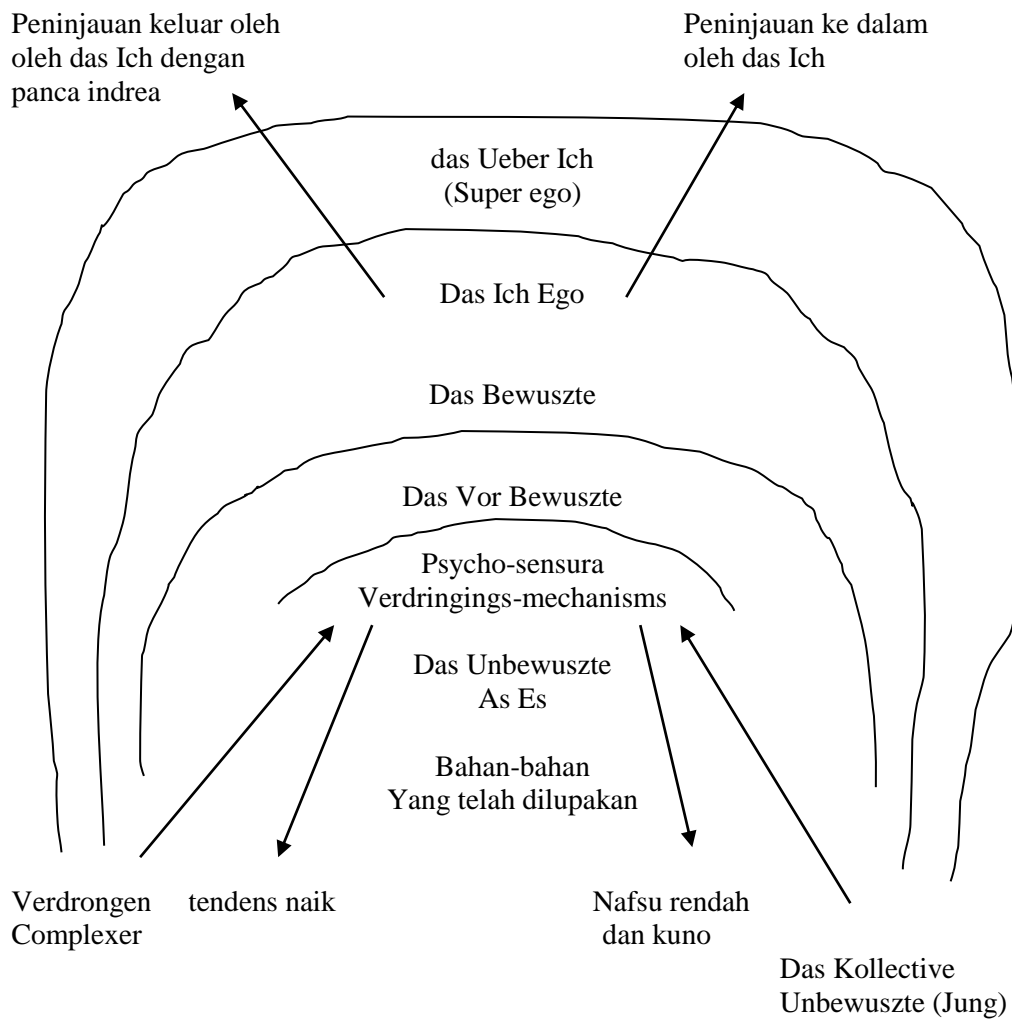 Peninjauan keluar oleh
oleh das Ich dengan
panca indrea
Peninjauan ke dalam
oleh das Ich
das Ueber Ich
(Super ego)
Das Ich Ego
Das Bewuszte
Das Vor Bewuszte
Psycho-sensura
Verdringings-mechanisms
Das Unbewuszte
As Es
Bahan-bahan
Yang telah dilupakan
Verdrongen
Complexer
tendens naik
Nafsu rendah
dan kuno
Das Kollective
Unbewuszte (Jung)